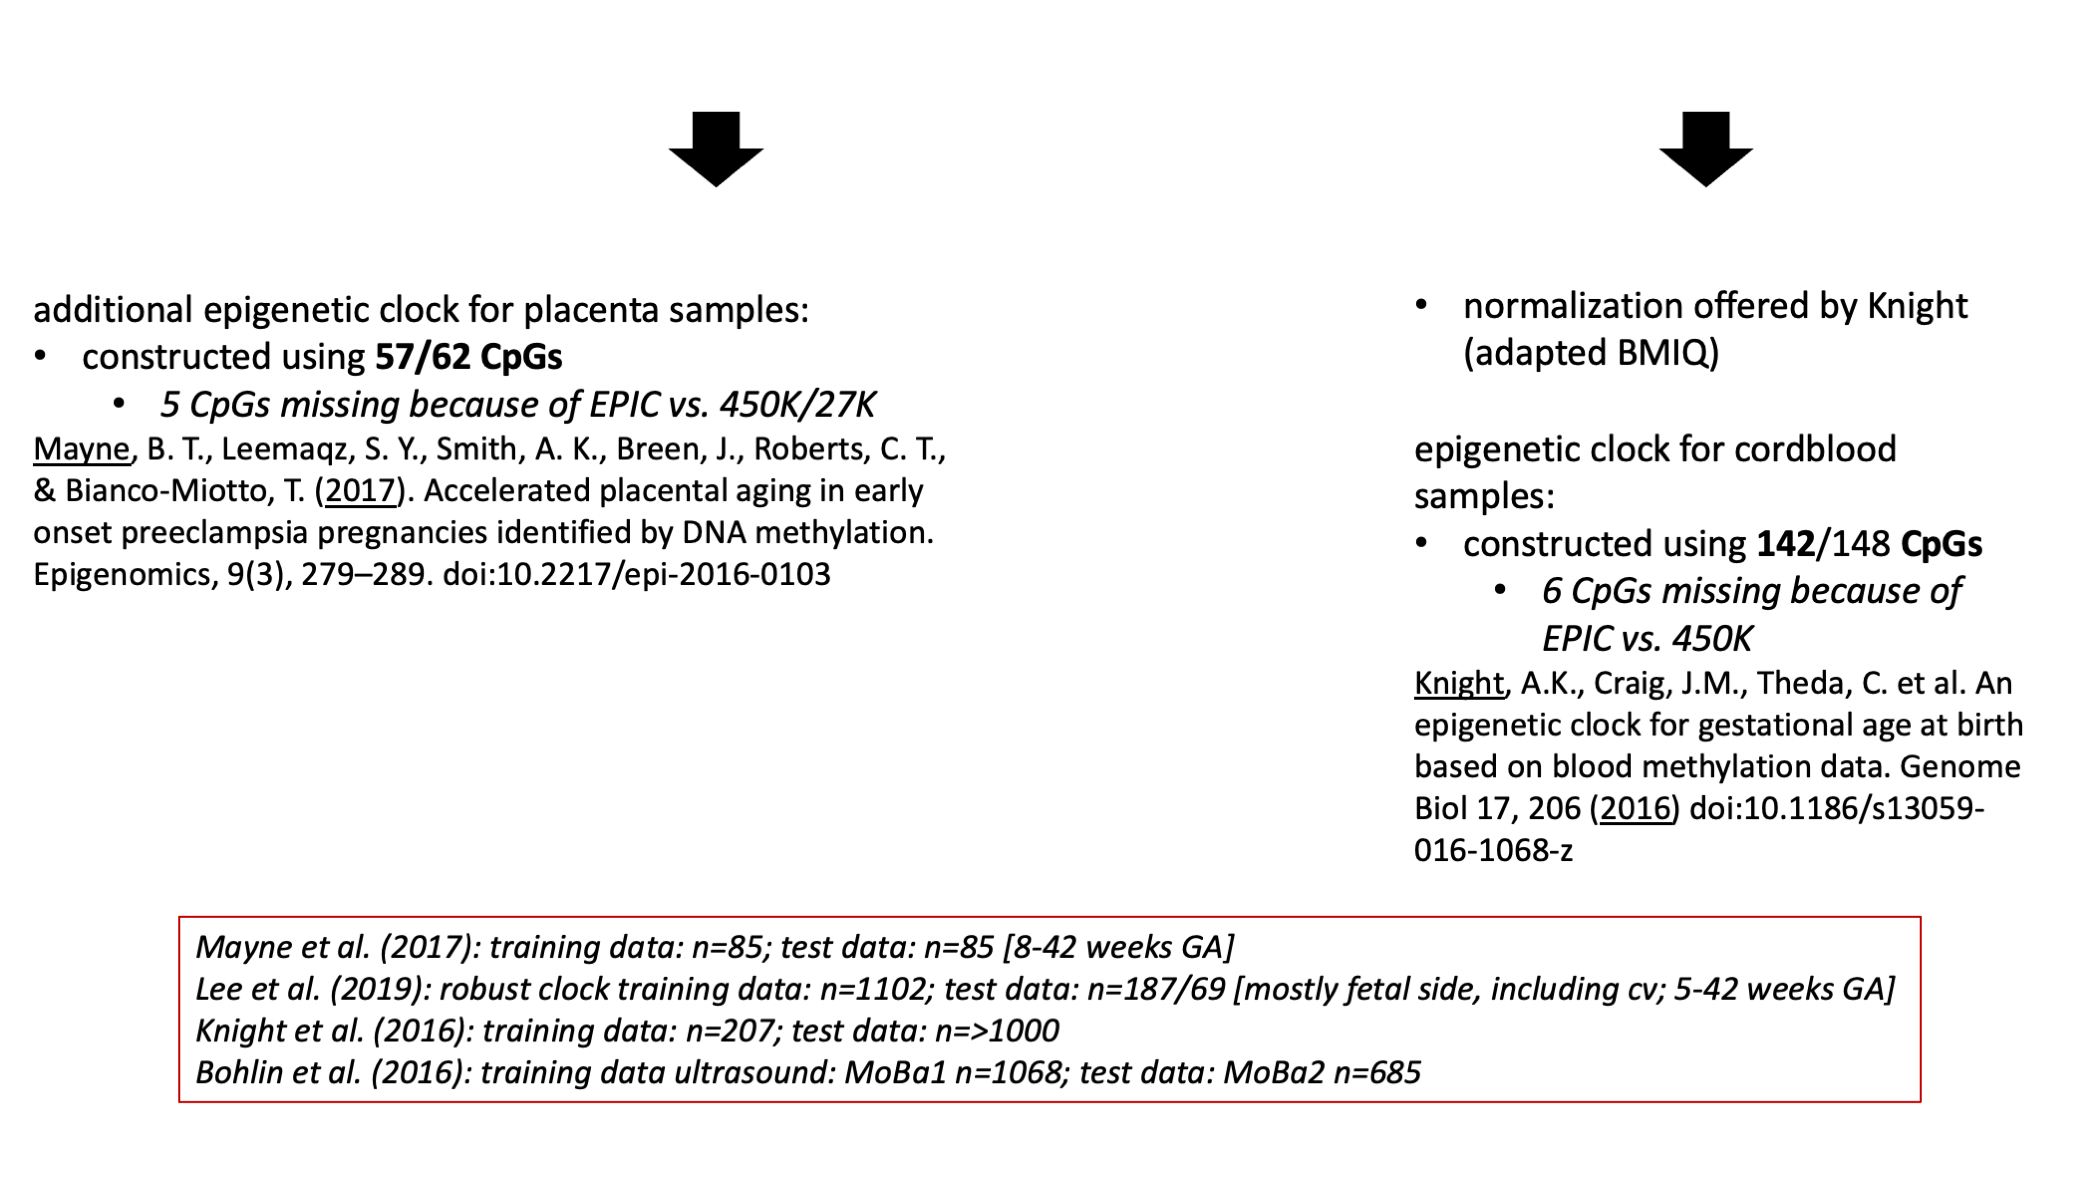 additional epigenetic clock for placenta samples:
• constructed using 57/62 CpGs
• 5 CpGs missing because of EPIC vs. 450K/27K
Mayne, B. T., Leemaqz, S. Y., Smith, A. K., Breen, J., Roberts, C. T.,
& Bianco-Miotto, T. (2017). Accelerated placental aging in early
onset preeclampsia pregnancies identified by DNA methylation.
Epigenomics, 9(3), 279–289. doi:10.2217/epi-2016-0103
• normalization offered by Knight
(adapted BMIQ)
epigenetic clock for cordblood
samples:
• constructed using 142/148 CpGs
• 6 CpGs missing because of
EPIC vs. 450K
Knight, A.K., Craig, J.M., Theda, C. et al. An
epigenetic clock for gestational age at birth
based on blood methylation data. Genome
Biol 17, 206 (2016) doi:10.1186/s13059-
016-1068-z
Mayne et al. (2017): training data: n=85; test data: n=85 [8-42 weeks GA]
Lee et al. (2019): robust clock training data: n=1102; test data: n=187/69 [mostly fetal side, including cv; 5-42 weeks GA]
Knight et al. (2016): training data: n=207; test data: n=>1000
Bohlin et al. (2016): training data ultrasound: MoBa1 n=1068; test data: MoBa2 n=685